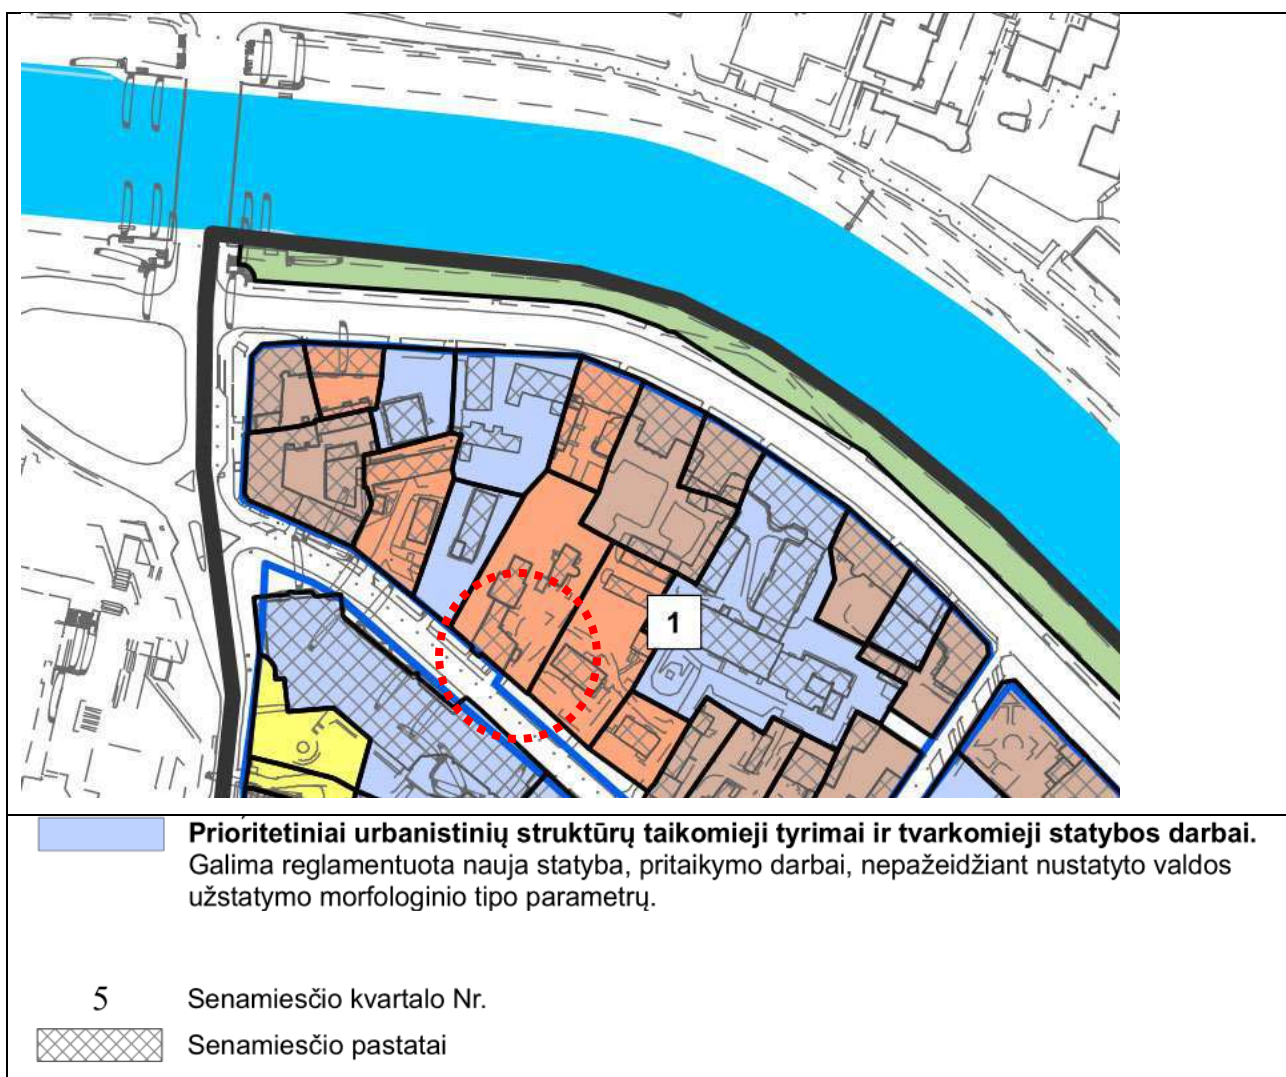 1
Prioritetiniai urbanistinių struktūrų taikomieji tyrimai ir tvarkomieji statybos darbai.
Galima reglamentuota nauja statyba, pritaikymo darbai, nepažeidžiant nustatyto valdos
užstatymo morfologinio tipo parametrų.
5 Senamiesčio kvartalo Nr.
Senamiesčio pastatai